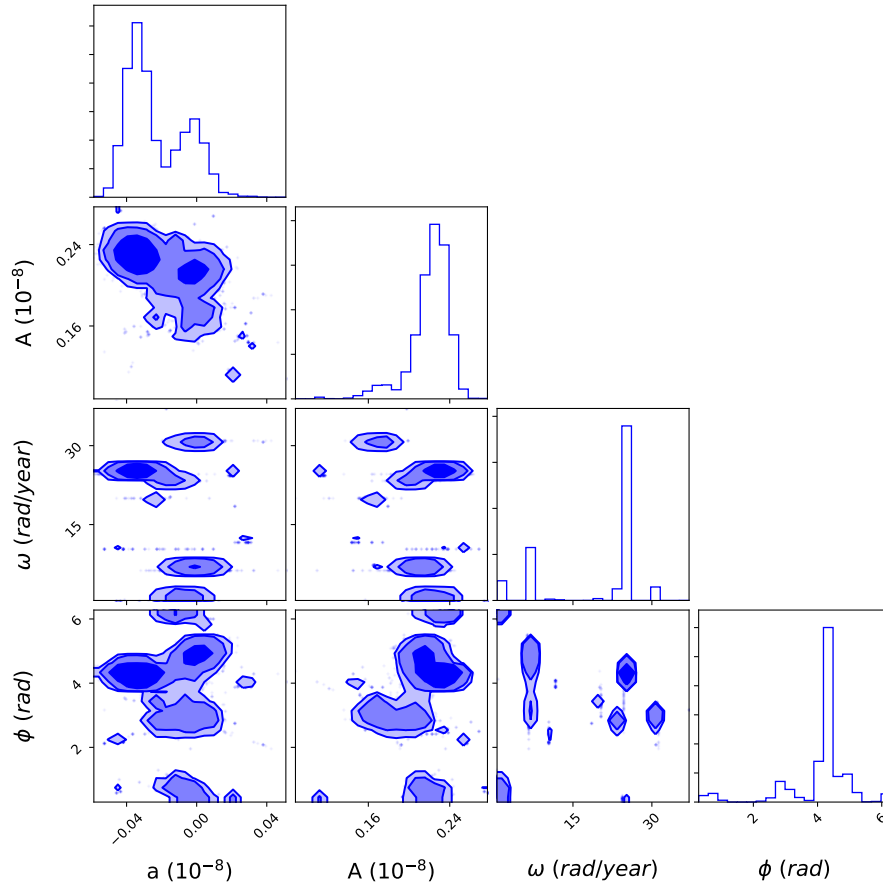 0.24
0.16
A (10⁻⁸)
30
15
ω (rad/year)
6
4
2
ϕ (rad)
−0.04 0.00 0.04
a (10⁻⁸)
0.16 0.24
A (10⁻⁸)
15 30
ω (rad/year)
2 4 6
ϕ (rad)